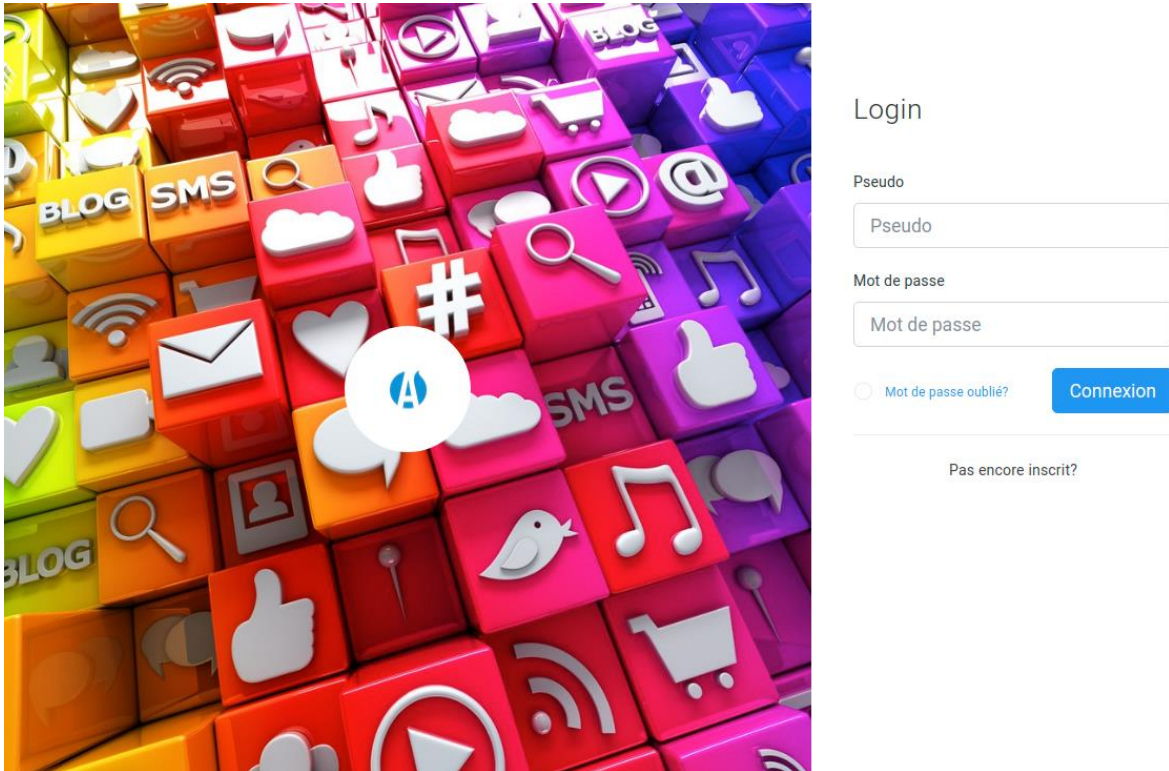 BLOG
BLOG
SMS
@
#
SMS
BLOG
A
Login
Pseudo
Pseudo
Mot de passe
Mot de passe
Mot de passe oublié?
Connexion
Pas encore inscrit?